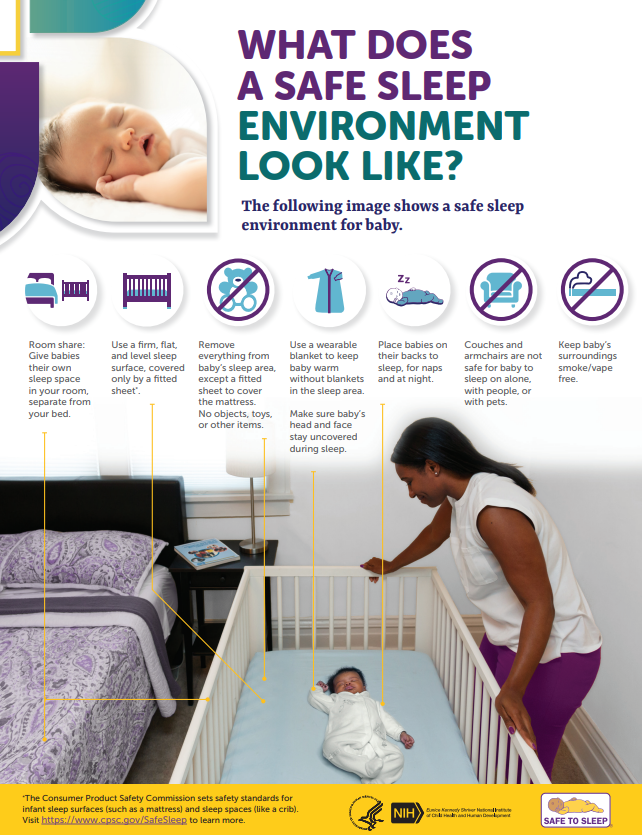 WHAT DOES
A SAFE SLEEP
ENVIRONMENT
LOOK LIKE?
The following image shows a safe sleep
environment for baby.
Room share:
Give babies
their own
sleep space
in your room,
separate from
your bed.
Use a firm, flat,
and level sleep
surface, covered
only by a fitted
sheet*.
Remove
everything from
baby's sleep area,
except a fitted
sheet to cover
the mattress.
No objects, toys,
or other items.
Use a wearable
blanket to keep
baby warm
without blankets
in the sleep area.
Make sure baby's
head and face
stay uncovered
during sleep.
ZZ
Place babies on
their backs to
sleep, for naps
and at night.
Couches and
armchairs are not
safe for baby to
sleep on alone,
with people, or
with pets.
Keep baby's
surroundings
smoke/vape
free.
*The Consumer Product Safety Commission sets safety standards for
infant sleep surfaces (such as a mattress) and sleep spaces (like a crib).
Visit https://www.cpsc.gov/SafeSleep to learn more.
NIH
Eunice Kennedy Shriver National Institute
of Child Health and Human Development
SAFE TO SLEEP